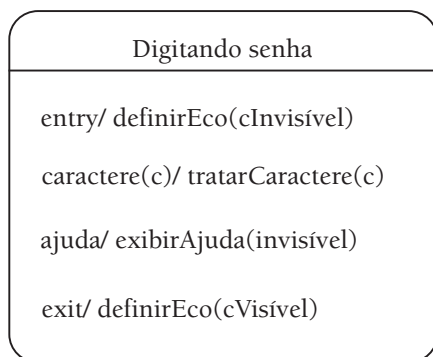 Digitando senha
entry/ definirEco(cInvisível)
caractere(c)/ tratarCaractere(c)
ajuda/ exibirAjuda(invisível)
exit/ definirEco(cVisível)